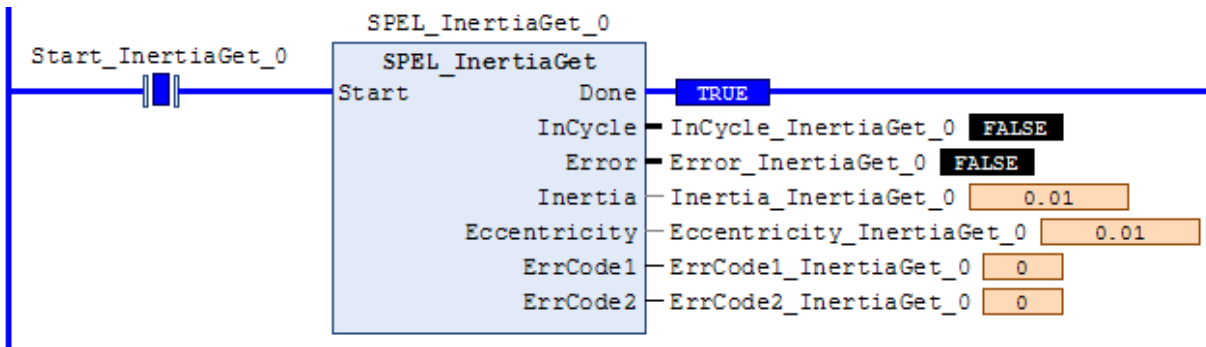 SPEL_InertiaGet_0
Start_InertiaGet_0
SPEL_InertiaGet
Start Done TRUE
InCycle InCycle_InertiaGet_0 FALSE
Error Error_InertiaGet_0 FALSE
Inertia Inertia_InertiaGet_0 0.01
Eccentricity Eccentricity_InertiaGet_0 0.01
ErrCode1 ErrCode1_InertiaGet_0 0
ErrCode2 ErrCode2_InertiaGet_0 0